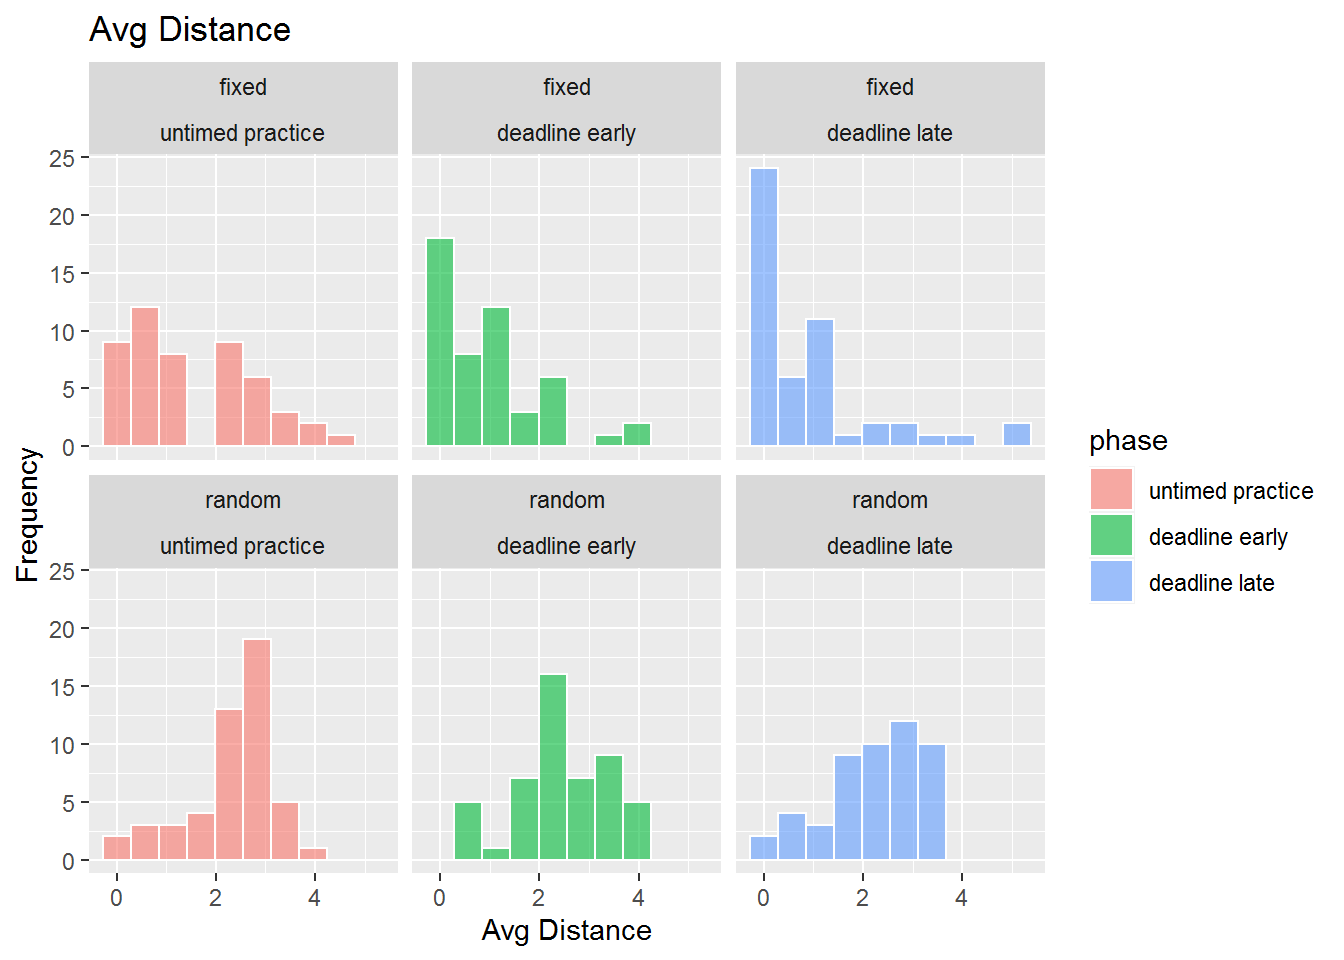 Avg Distance
fixed
untimed practice
fixed
deadline early
fixed
deadline late
25
20
15
10
5
0
random
untimed practice
random
deadline early
random
deadline late
25
20
15
10
5
0
0 2 4
0 2 4
0 2 4
Avg Distance
Frequency
phase
untimed practice
deadline early
deadline late